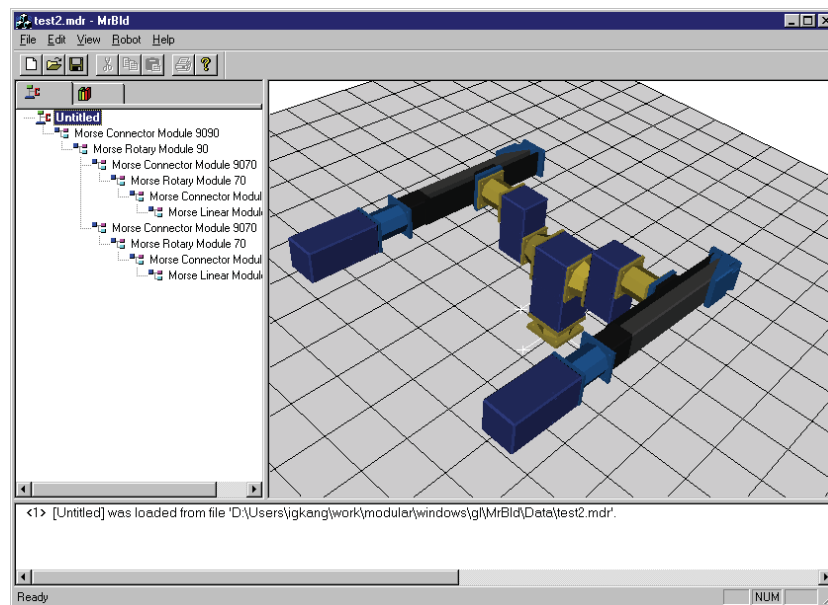 test2.mdr - MrBld
File Edit View Robot Help
Untitled
Morse Connector Module 9090
Morse Rotary Module 90
Morse Connector Module 9070
Morse Rotary Module 70
Morse Connector Modul
Morse Linear Modul
Morse Connector Module 9070
Morse Rotary Module 70
Morse Connector Modul
Morse Linear Modul
<1> [Untitled] was loaded from file 'D:\Users\igkang\work\modular\windows\gl\MrBld\Data\test2.mdr'.
Ready NUM